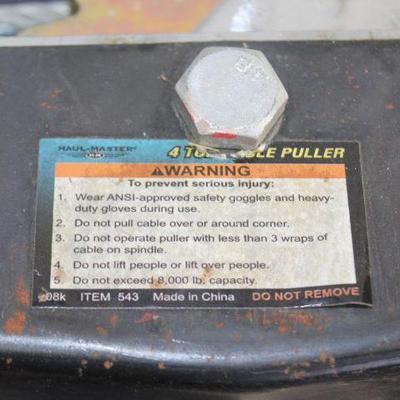 HAUL-MASTER
4 TON CABLE PULLER
WARNING
To prevent serious injury:
1. Wear ANSI-approved safety goggles and heavy-
duty gloves during use.
2. Do not pull cable over or around corner.
3. Do not operate puller with less than 3 wraps of
cable on spindle.
4. Do not lift people or lift over people.
5. Do not exceed 8,000 lb. capacity.
08k ITEM 543 Made in China DO NOT REMOVE